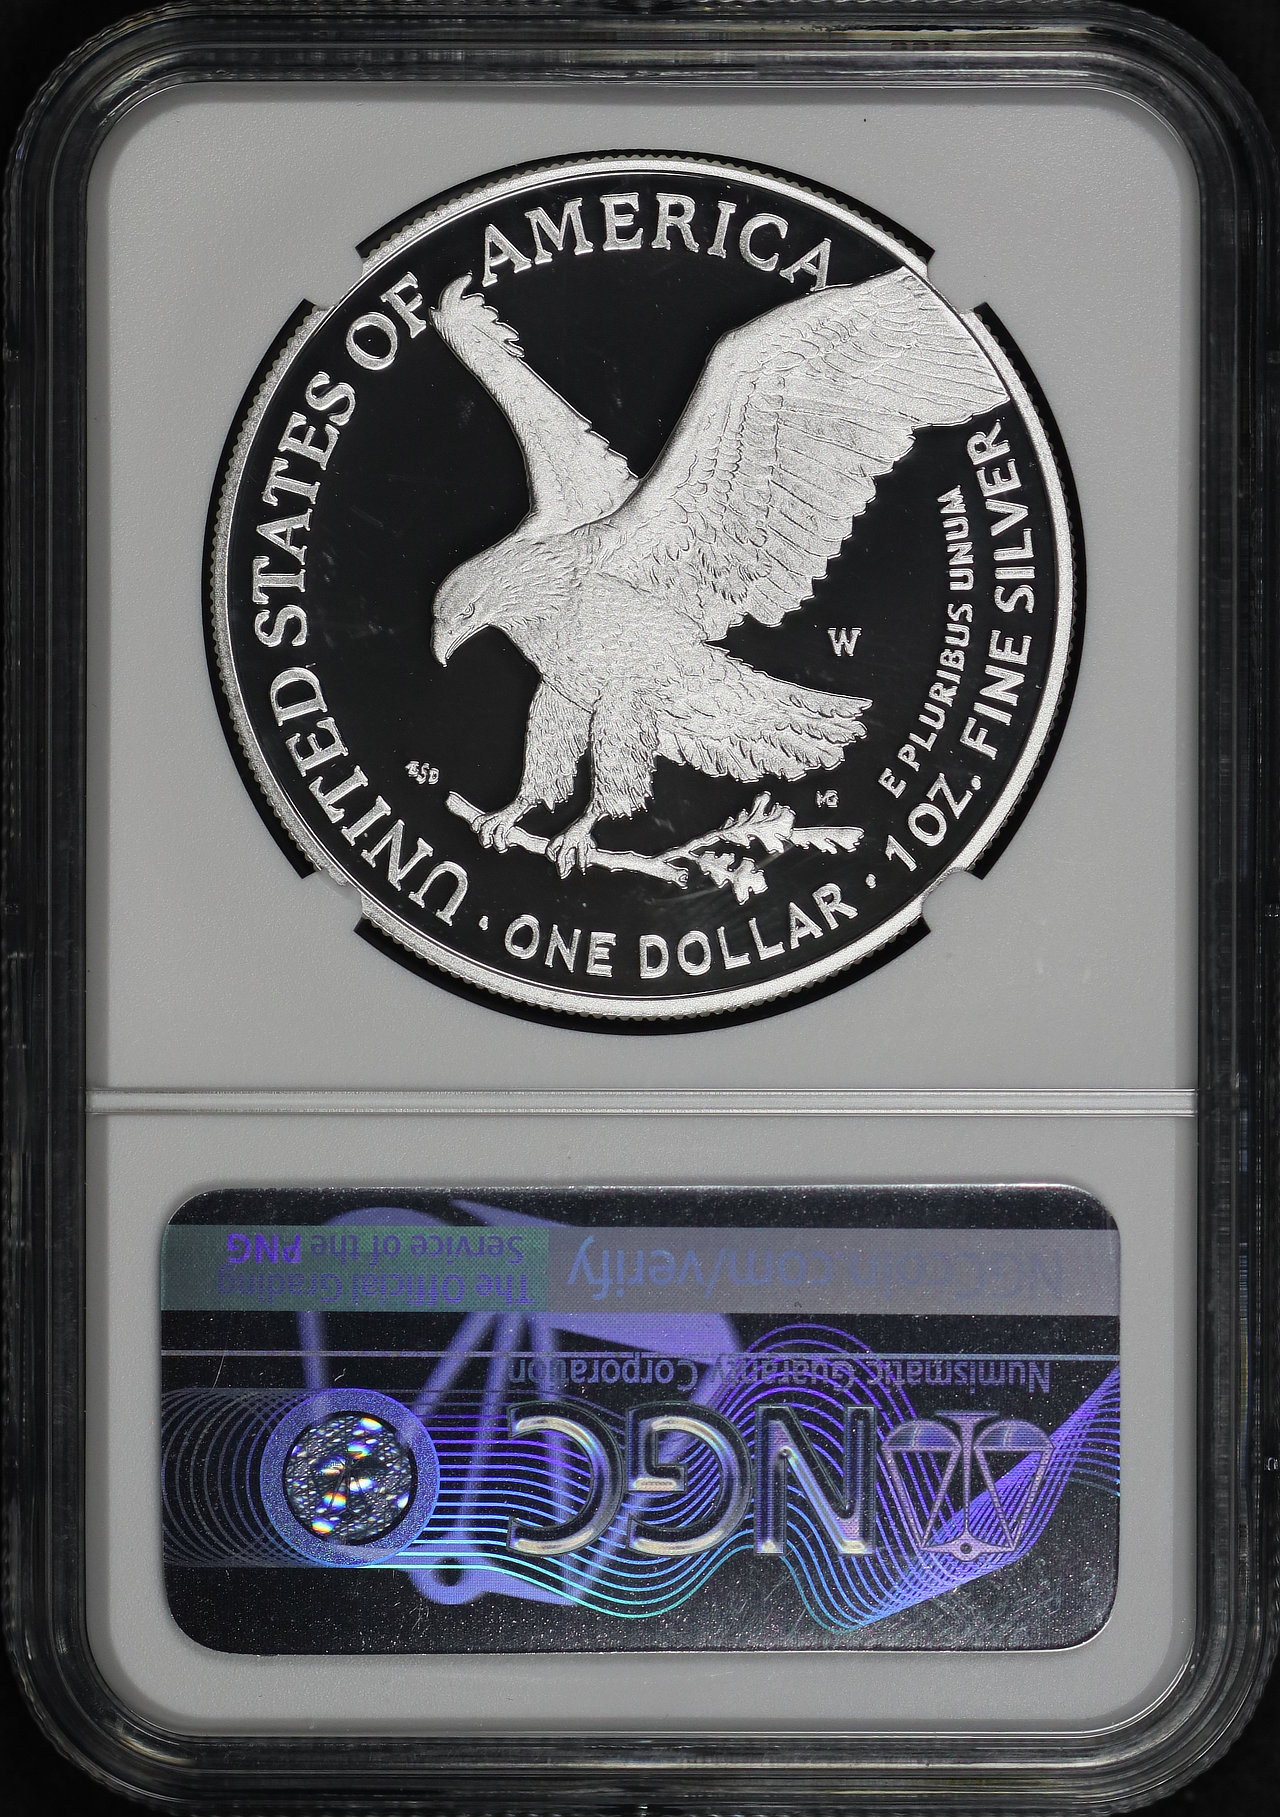 UNITED STATES OF AMERICA
W
E PLURIBUS UNUM
1 OZ. FINE SILVER
ESD
• ONE DOLLAR •
NGC
Numismatic Guaranty Corporation
NGCcoin.com/verify
The Official Grading
Service of the PNG